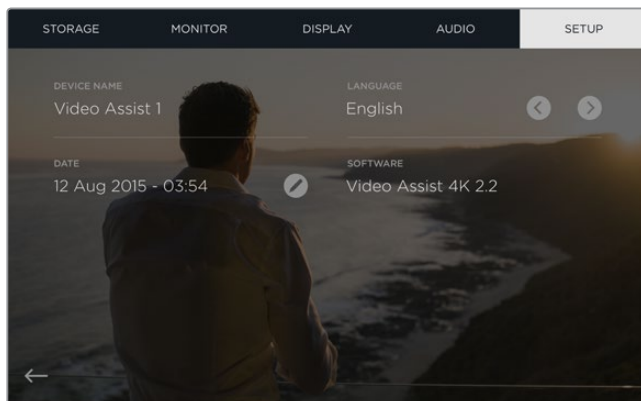 STORAGE MONITOR DISPLAY AUDIO SETUP
DEVICE NAME LANGUAGE
Video Assist 1 English
DATE SOFTWARE
12 Aug 2015 - 03:54 Video Assist 4K 2.2